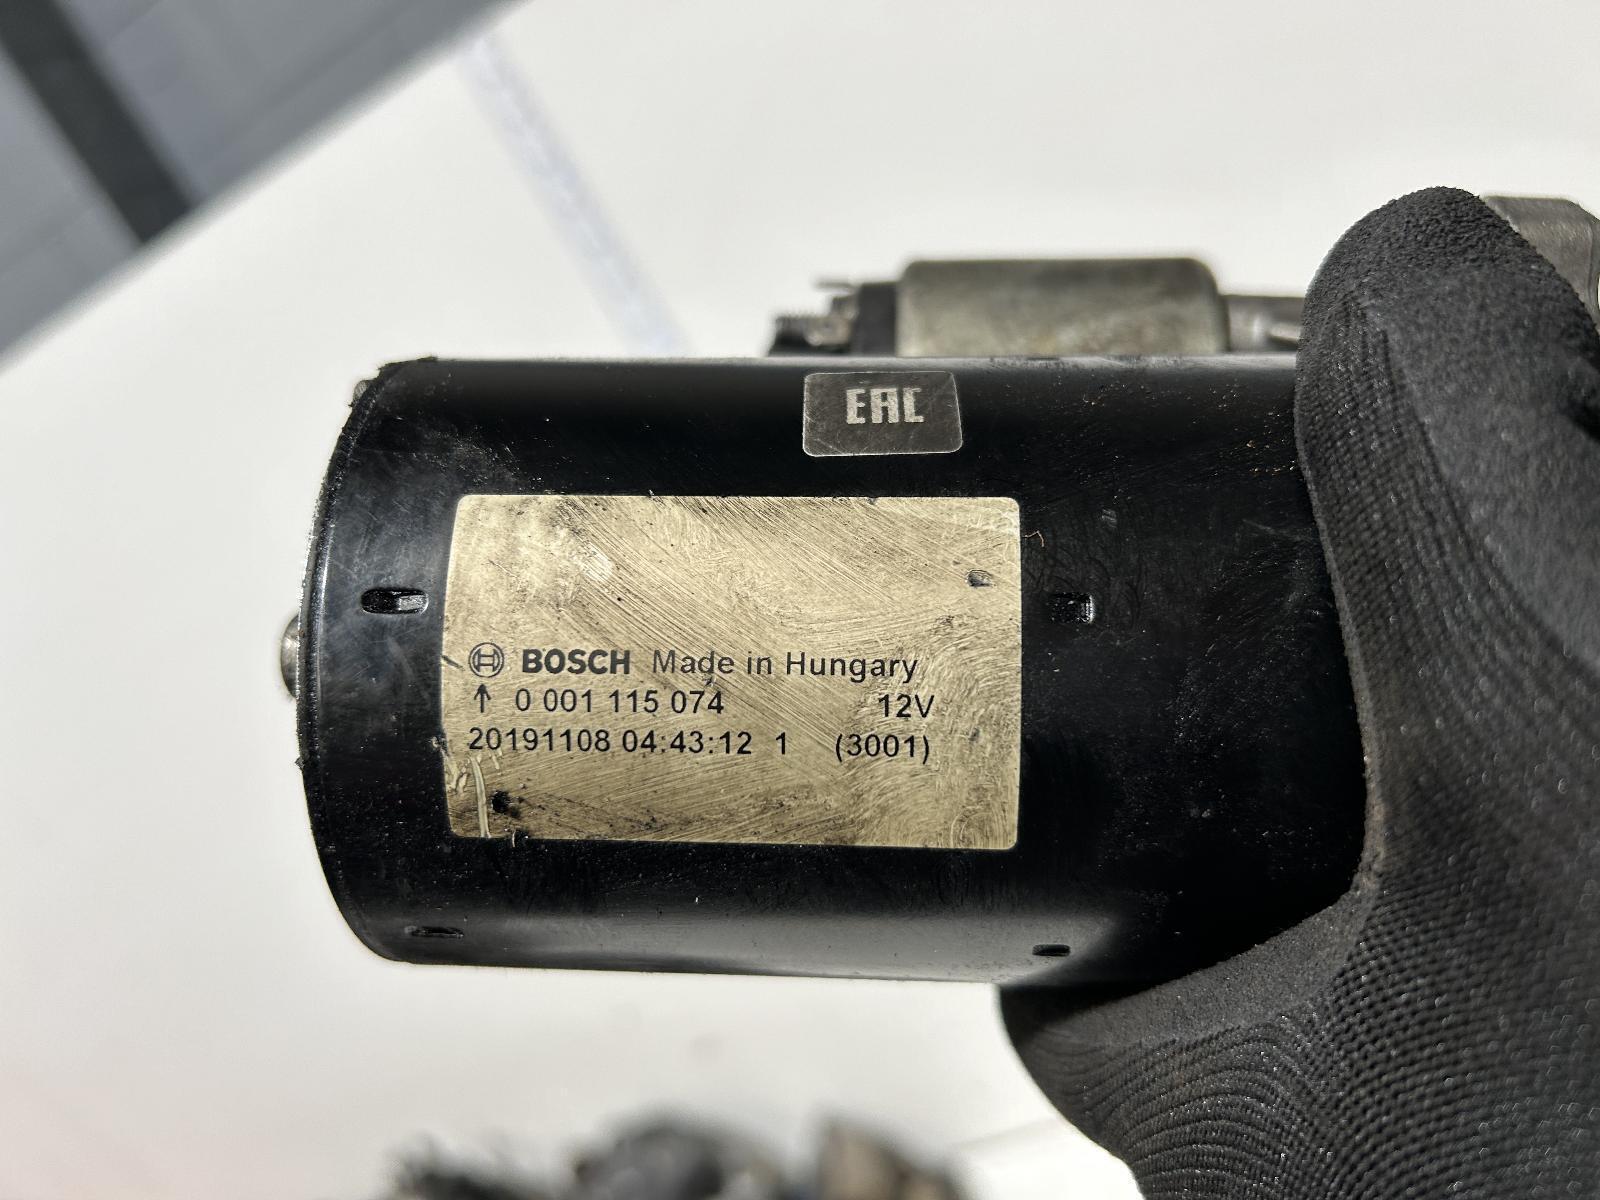 EAC
BOSCH Made in Hungary
↑ 0 001 115 074 12V
20191108 04:43:12 1 (3001)